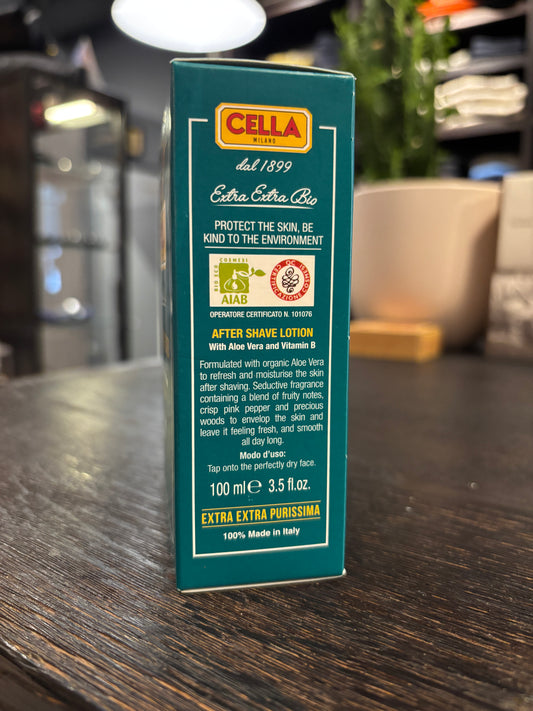 CELLA
MILANO
dal 1899
Extra Extra Bio
PROTECT THE SKIN, BE
KIND TO THE ENVIRONMENT
BIO ECO COSMESI
AIAB
QC CERTIFICAZIONE COSMESI
OPERATORE CERTIFICATO N. 101076
AFTER SHAVE LOTION
With Aloe Vera and Vitamin B
Formulated with organic Aloe Vera
to refresh and moisturise the skin
after shaving. Seductive fragrance
containing a blend of fruity notes,
crisp pink pepper and precious
woods to envelop the skin and
leave it feeling fresh, and smooth
all day long.
Modo d'uso:
Tap onto the perfectly dry face.
100 ml℮ 3.5 fl.oz.
EXTRA EXTRA PURISSIMA
100% Made in Italy